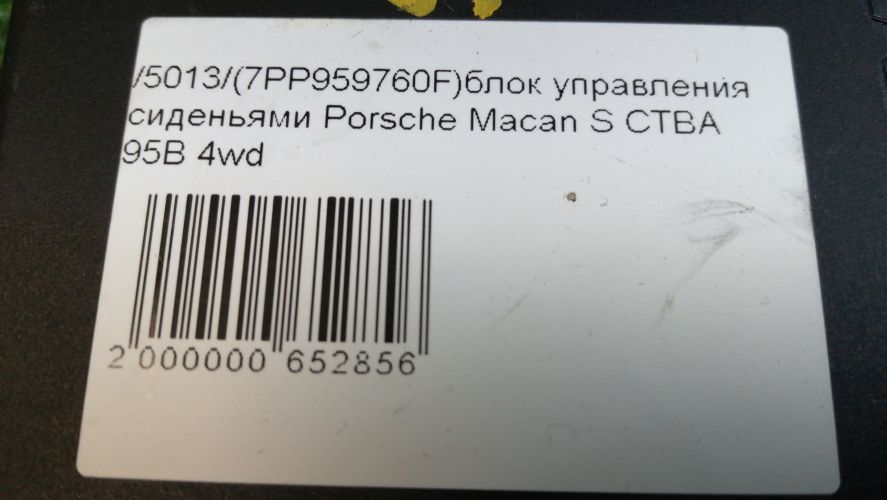 /5013/(7PP959760F)блок управления
сиденьями Porsche Macan S CTBA
95B 4wd
2 000000 652856